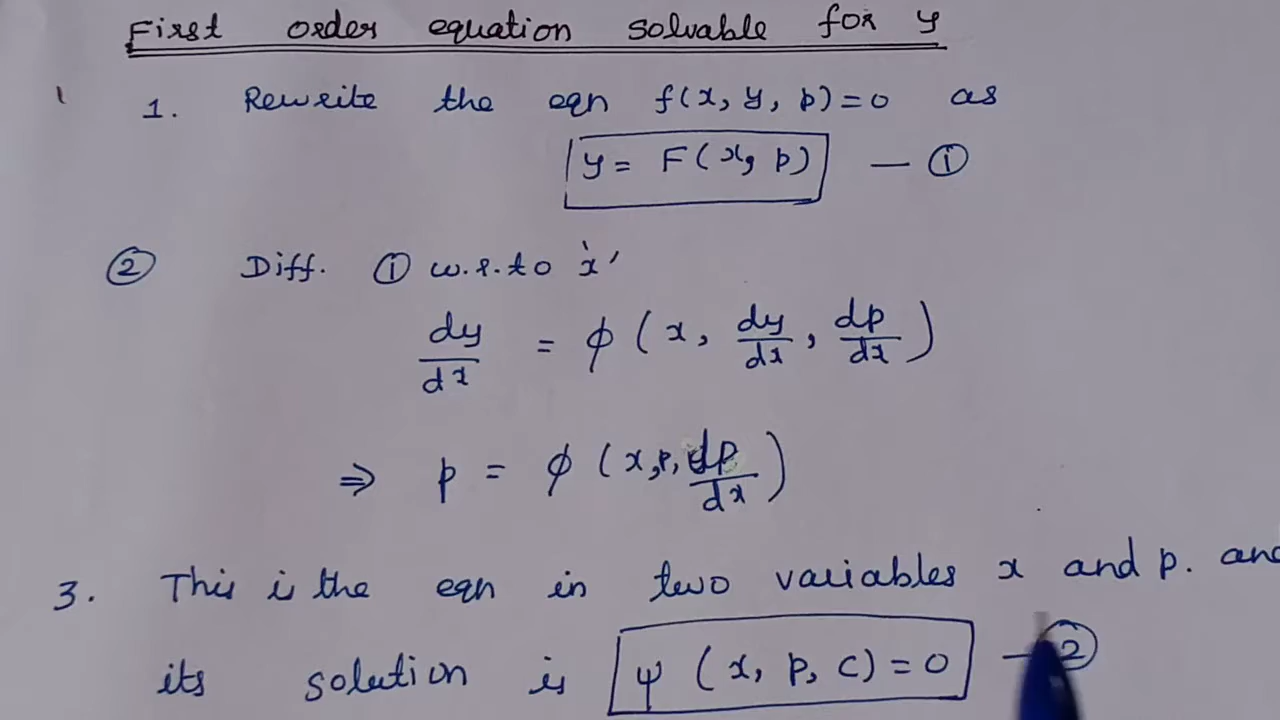 First order equation solvable for y
1. Rewrite the eqn f(x, y, p)=0 as
y = F(x, p) — ①
② Diff. ① w.r.to 'x'
dy/dx = ϕ (x, dy/dx, dp/dx)
⇒ p = ϕ (x, p, dp/dx)
3. This is the eqn in two variables x and p. and
its solution is ψ (x, p, c) = 0 — ②